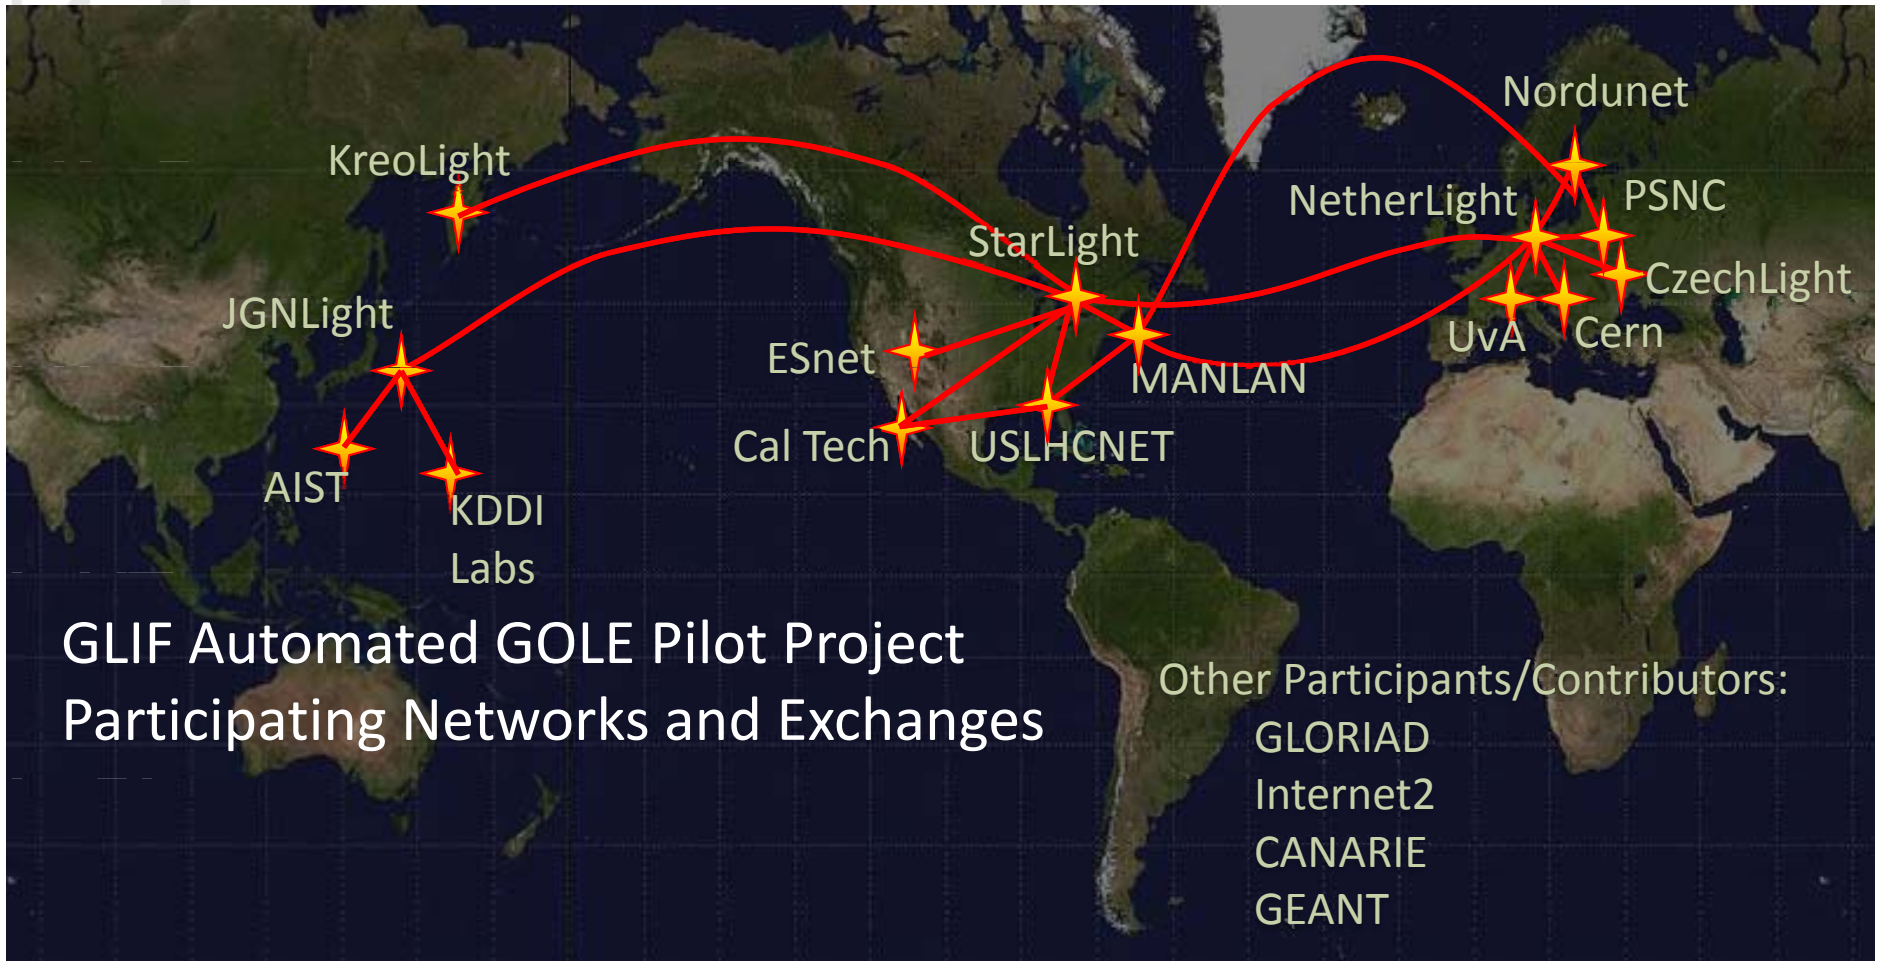 Nordunet
KreoLight
NetherLight
PSNC
StarLight
CzechLight
JGNLight
UvA
Cern
ESnet
MANLAN
Cal Tech
USLHCNET
AIST
KDDI
Labs
GLIF Automated GOLE Pilot Project
Participating Networks and Exchanges
Other Participants/Contributors:
GLORIAD
Internet2
CANARIE
GEANT